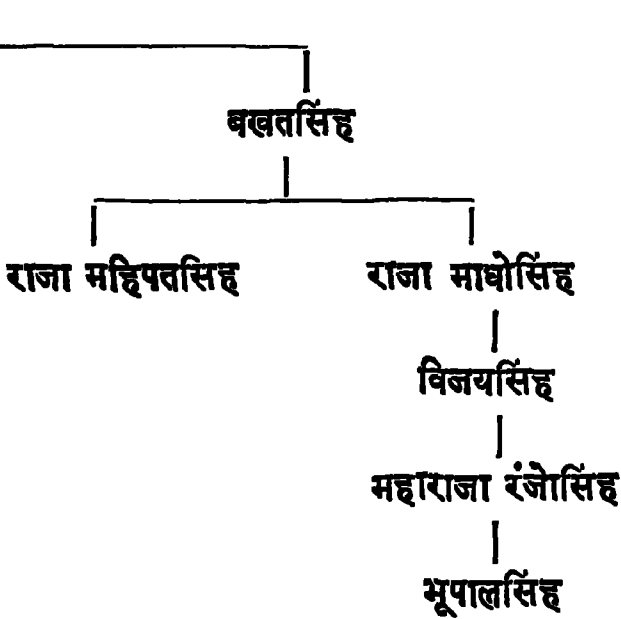 बखतसिंह
राजा महिपतसिंह राजा माधोसिंह
विजयसिंह
महाराजा रंजोसिंह
भूपालसिंह